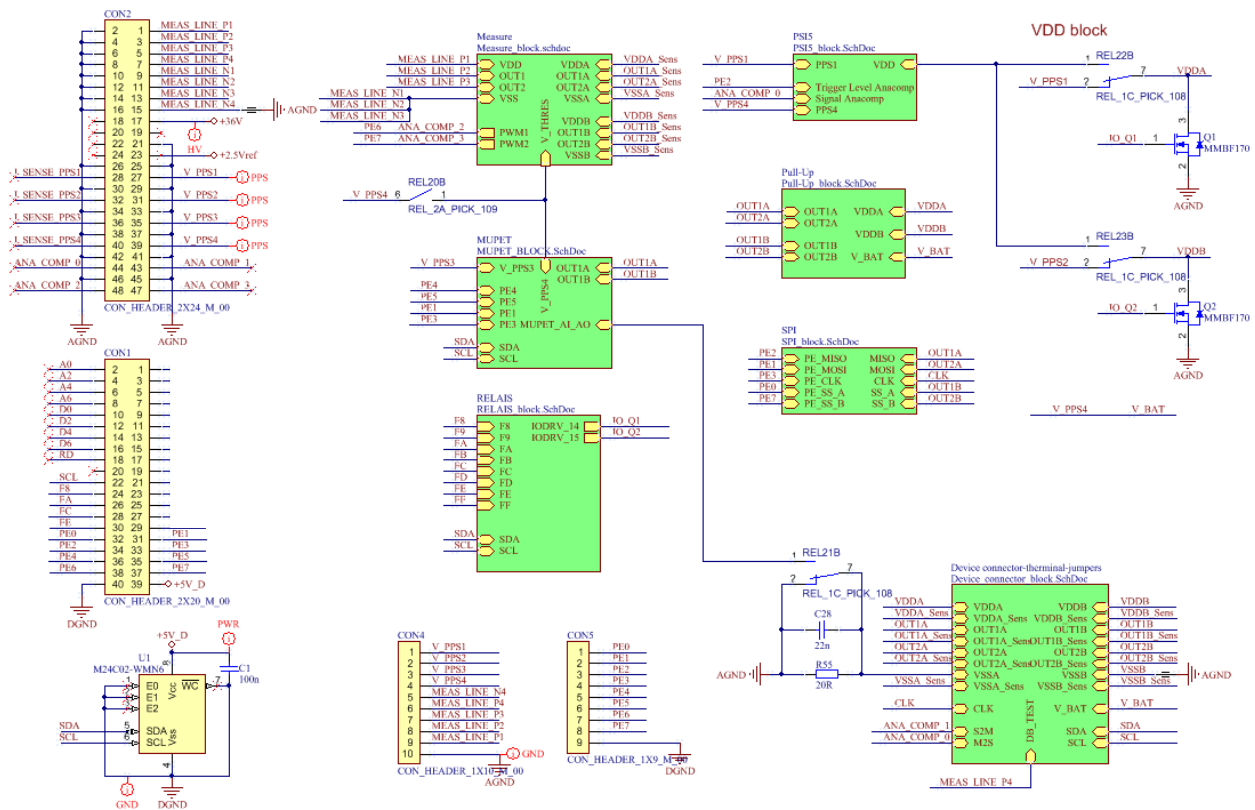 CON2
2 1 MEAS_LINE_P1
4 3 MEAS_LINE_P2
6 5 MEAS_LINE_P3
8 7 MEAS_LINE_P4
10 9 MEAS_LINE_N1
12 11 MEAS_LINE_N2
14 13 MEAS_LINE_N3
16 15 MEAS_LINE_N4
AGND
18 17 +36V
20 19
HV
22 21
24 23 +2.5Vref
26 25
I_SENSE_PPS1 28 27 V_PPS1 PPS
30 29
I_SENSE_PPS2 32 31 V_PPS2 PPS
34 33
I_SENSE_PPS3 36 35 V_PPS3 PPS
38 37
I_SENSE_PPS4 40 39 V_PPS4 PPS
42 41
ANA_COMP_0 44 43 ANA_COMP_1
46 45
ANA_COMP_2 48 47 ANA_COMP_3
CON_HEADER_2X24_M_00
AGND
AGND
CON1
A0 2 1
A2 4 3
A4 6 5
A6 8 7
D0 10 9
D2 12 11
D4 14 13
D6 16 15
RD 18 17
20 19
SCL 22 21
F8 24 23
FA 26 25
FC 28 27
FE 30 29
PE0 32 31 PE1
PE2 34 33 PE3
PE4 36 35 PE5
PE6 38 37 PE7
40 39 +5V_D
CON_HEADER_2X20_M_00
DGND
+5V_D
PWR
U1
M24C02-WMN6
8
Vcc
C1
100n
1 E0
WC 7
2 E1
3 E2
SDA 5 SDA
SCL 6 SCL
Vss
4
GND
DGND
Measure
Measure_block.schdoc
MEAS_LINE_P1 VDD VDDA VDDA_Sens
MEAS_LINE_P2 OUT1 OUT1A OUT1A_Sens
MEAS_LINE_P3 OUT2 OUT2A OUT2A_Sens
MEAS_LINE_N1 VSS VSSA VSSA_Sens
MEAS_LINE_N2
MEAS_LINE_N3
V_THRES
VDDB VDDB_Sens
PE6 ANA_COMP_2 PWM1 OUT1B OUT1B_Sens
PE7 ANA_COMP_3 PWM2 OUT2B OUT2B_Sens
VSSB VSSB_Sens
REL20B
V_PPS4 6 1
REL_2A_PICK_109
MUPET
MUPET_BLOCK.SchDoc
V_PPS3 V_PPS3 OUT1A OUT1A
OUT1B OUT1B
V_PPS4
PE4 PE4
PE5 PE5
PE1 PE1
PE3 PE3 MUPET_AI_AO
SDA SDA
SCL SCL
RELAIS
RELAIS_block.SchDoc
F8 F8 IODRV_14 IO_Q1
F9 F9 IODRV_15 IO_Q2
FA FA
FB FB
FC FC
FD FD
FE FE
FF FF
SDA SDA
SCL SCL
CON4
1 V_PPS1
2 V_PPS2
3 V_PPS3
4 V_PPS4
5 MEAS_LINE_N4
6 MEAS_LINE_P4
7 MEAS_LINE_P3
8 MEAS_LINE_P2
9 MEAS_LINE_P1
10
GND
CON_HEADER_1X10_M_00
AGND
CON5
1 PE0
2 PE1
3 PE2
4 PE3
5 PE4
6 PE5
7 PE6
8 PE7
9
CON_HEADER_1X9_M_00
DGND
PSI5
PSI5_block.SchDoc
V_PPS1 PPS1 VDD
PE2 Trigger Level Anacomp
ANA_COMP_0 Signal Anacomp
V_PPS4 PPS4
Pull-Up
Pull-Up_block.SchDoc
OUT1A OUT1A VDDA VDDA
OUT2A OUT2A
VDDB VDDB
OUT1B OUT1B
OUT2B OUT2B V_BAT V_BAT
SPI
SPI_block.SchDoc
PE2 PE_MISO MISO OUT1A
PE1 PE_MOSI MOSI OUT2A
PE3 PE_CLK CLK CLK
PE0 PE_SS_A SS_A OUT1B
PE7 PE_SS_B SS_B OUT2B
VDD block
REL22B
1
V_PPS1 2 7 VDDA
REL_1C_PICK_108
3
IO_Q1 1 Q1
MMBF170
2
AGND
REL23B
1
V_PPS2 2 7 VDDB
REL_1C_PICK_108
3
IO_Q2 1 Q2
MMBF170
2
AGND
V_PPS4 V_BAT
1 REL21B
2 7
REL_1C_PICK_108
C28
22n
AGND
R55
20R
Device connector-therminal-jumpers
Device_connector_block.SchDoc
VDDA VDDA VDDB VDDB
VDDA_Sens VDDA_Sens VDDB_Sens VDDB_Sens
OUT1A OUT1A OUT1B OUT1B
OUT1A_Sens OUT1A_Sens OUT1B_Sens OUT1B_Sens
OUT2A OUT2A OUT2B OUT2B
OUT2A_Sens OUT2A_Sens OUT2B_Sens OUT2B_Sens
VSSA VSSB VSSB AGND
VSSA_Sens VSSA_Sens VSSB_Sens VSSB_Sens
CLK CLK V_BAT V_BAT
DB_TEST
ANA_COMP_1 S2M SDA SDA
ANA_COMP_0 M2S SCL SCL
MEAS_LINE_P4